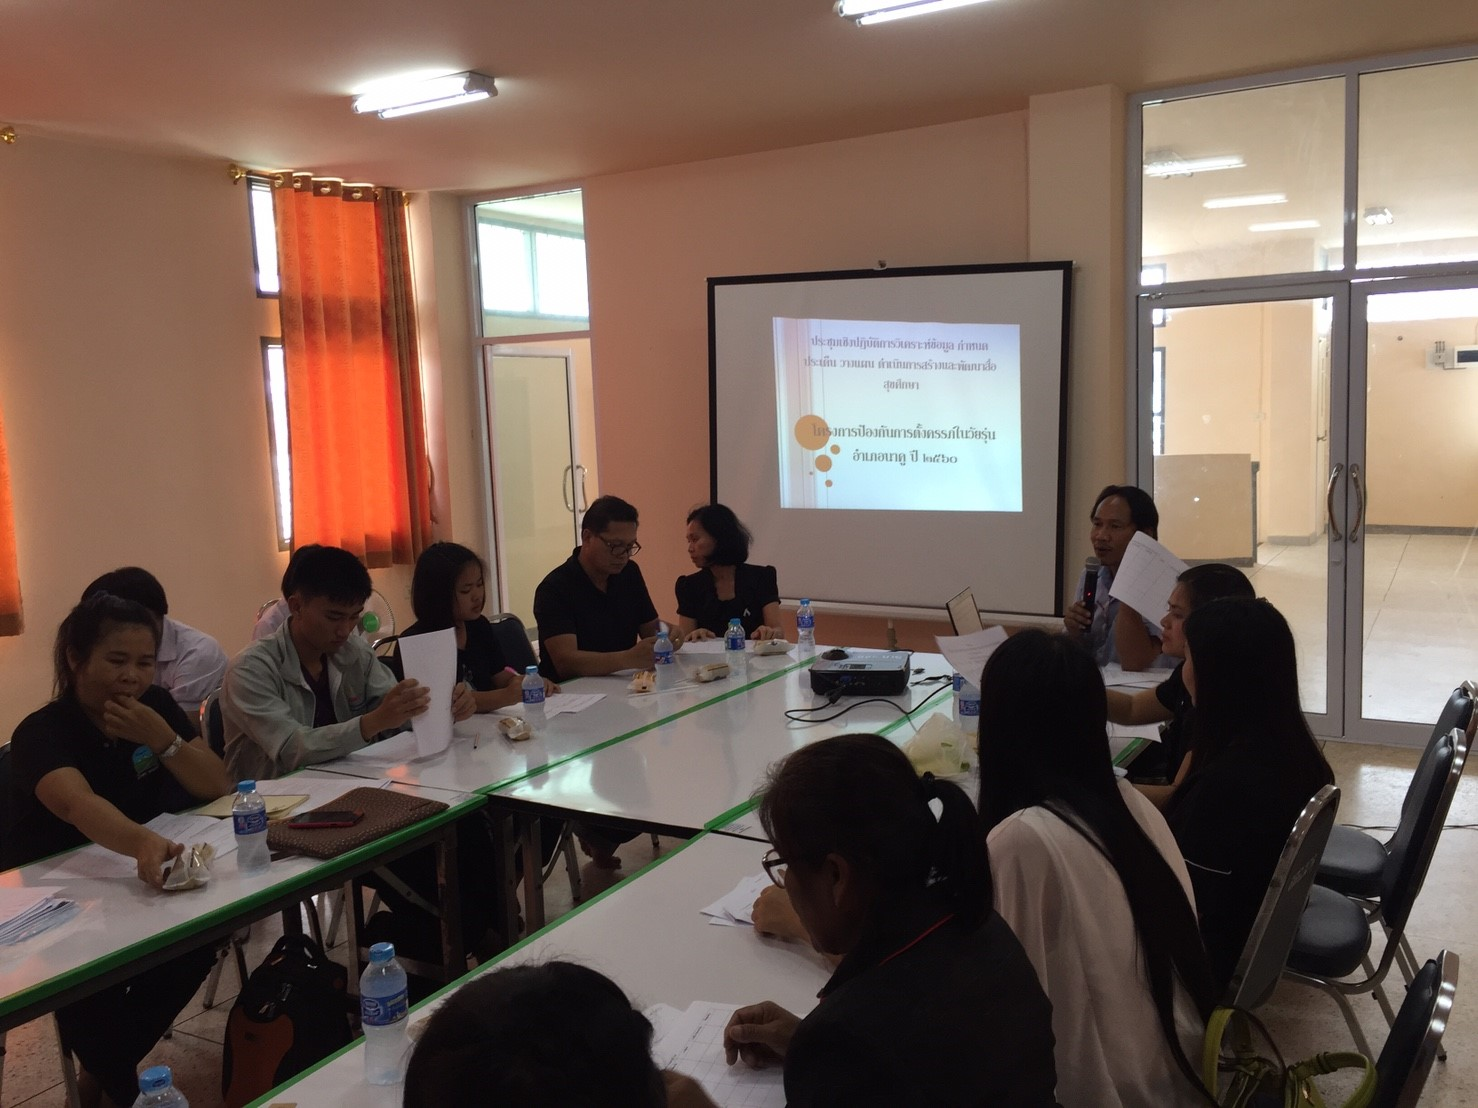 ประชุมเชิงปฏิบัติการวิเคราะห์ข้อมูล กำหนด
ประเด็น วางแผน ดำเนินการสร้างและพัฒนาสื่อ
สุขศึกษา
โครงการป้องกันการตั้งครรภ์ในวัยรุ่น
อำเภอนาคู ปี ๒๕๖๐